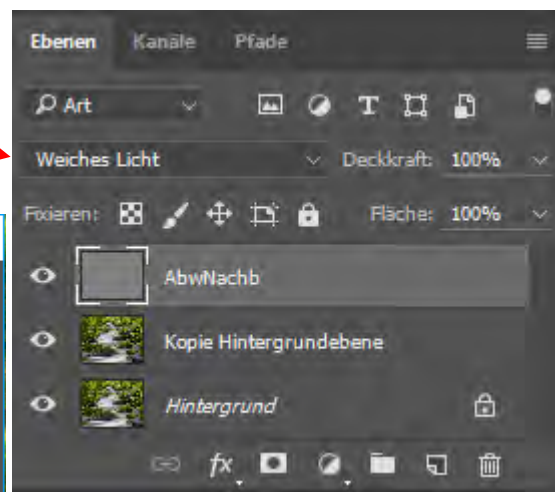 Ebenen Kanäle Pfade
Art T
Weiches Licht Deckkraft: 100%
Fixieren: Fläche: 100%
AbwNachb
Kopie Hintergrundebene
Hintergrund
fx